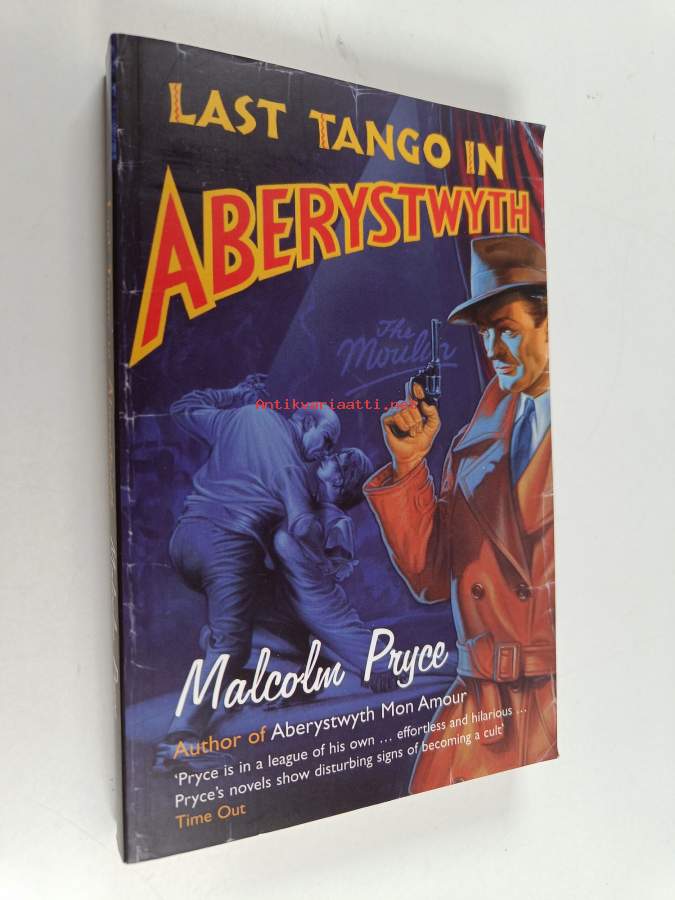 LAST TANGO IN
ABERYSTWYTH
The
Moulin
Antikvariaatti.net
Malcolm Pryce
Author of Aberystwyth Mon Amour
'Pryce is in a league of his own ... effortless and hilarious ...
Pryce's novels show disturbing signs of becoming a cult'
Time Out